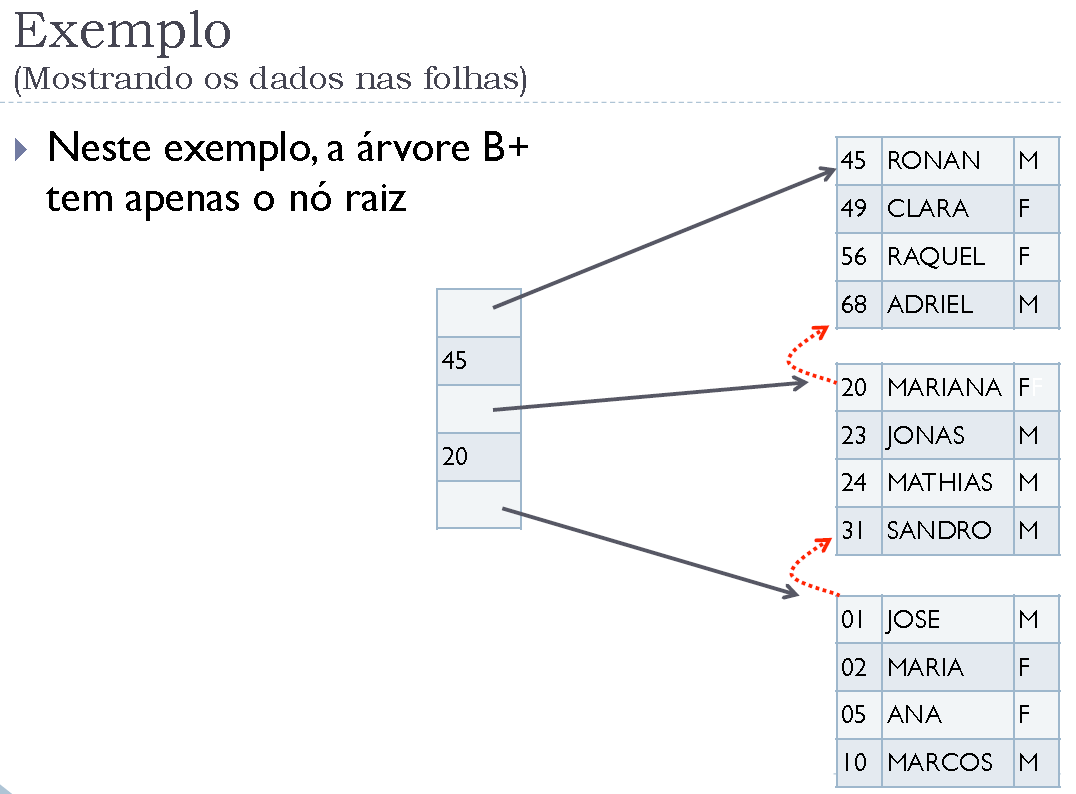 Exemplo
(Mostrando os dados nas folhas)
Neste exemplo, a árvore B+
tem apenas o nó raiz
45
20
45 RONAN M
49 CLARA F
56 RAQUEL F
68 ADRIEL M
20 MARIANA FF
23 JONAS M
24 MATHIAS M
31 SANDRO M
01 JOSE M
02 MARIA F
05 ANA F
10 MARCOS M